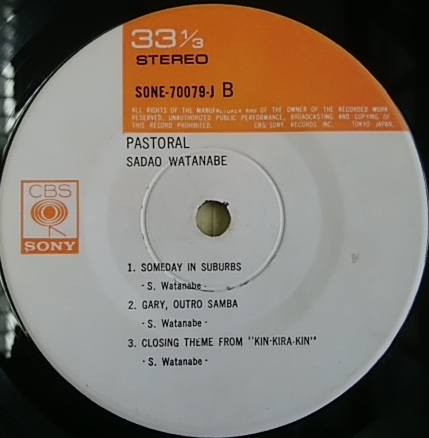 33 1/3
STEREO
SONE-70079-J B
ALL RIGHTS OF THE MANUFACTURER AND OF THE OWNER OF THE RECORDED WORK
RESERVED. UNAUTHORIZED PUBLIC PERFORMANCE, BROADCASTING AND COPYING OF
THIS RECORD PROHIBITED. CBS/SONY RECORDS INC. TOKYO JAPAN.
PASTORAL
SADAO WATANABE
CBS
SONY
1. SOMEDAY IN SUBURBS
· S. Watanabe ·
2. GARY, OUTRO SAMBA
· S. Watanabe ·
3. CLOSING THEME FROM "KIN-KIRA-KIN"
· S. Watanabe ·